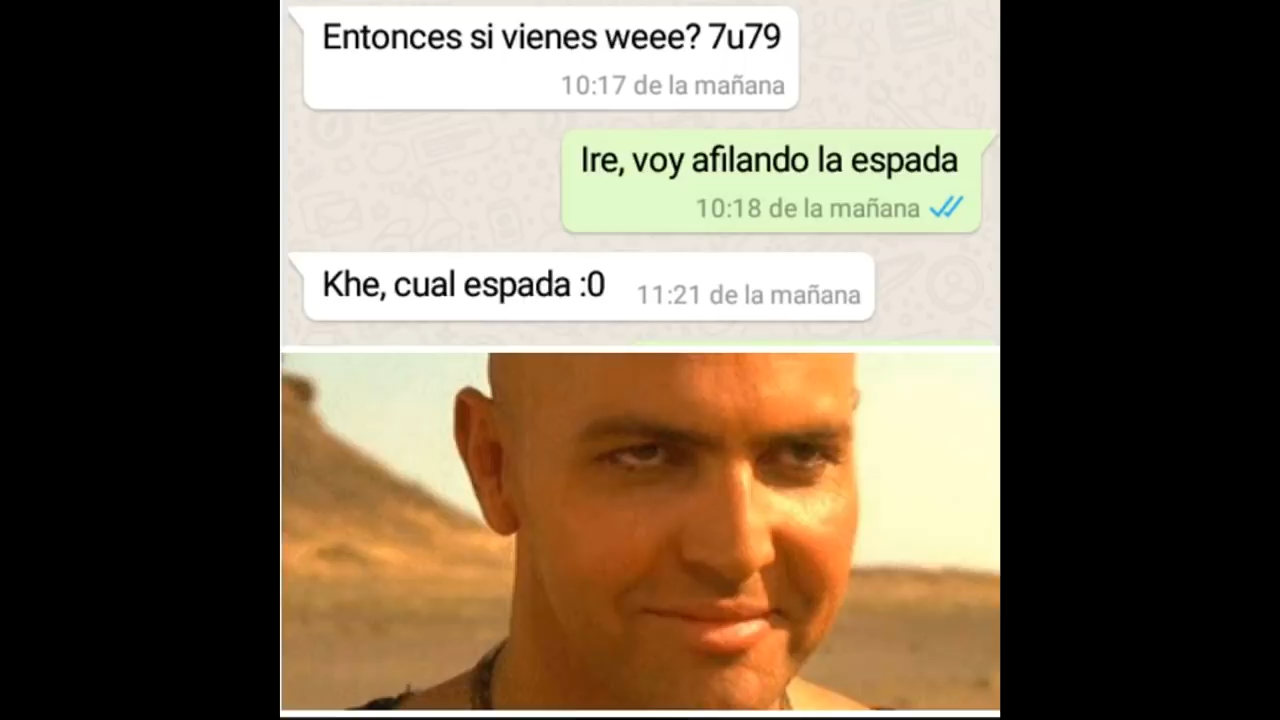 Entonces si vienes weee? 7u79
10:17 de la mañana
Ire, voy afilando la espada
10:18 de la mañana
Khe, cual espada :0 11:21 de la mañana